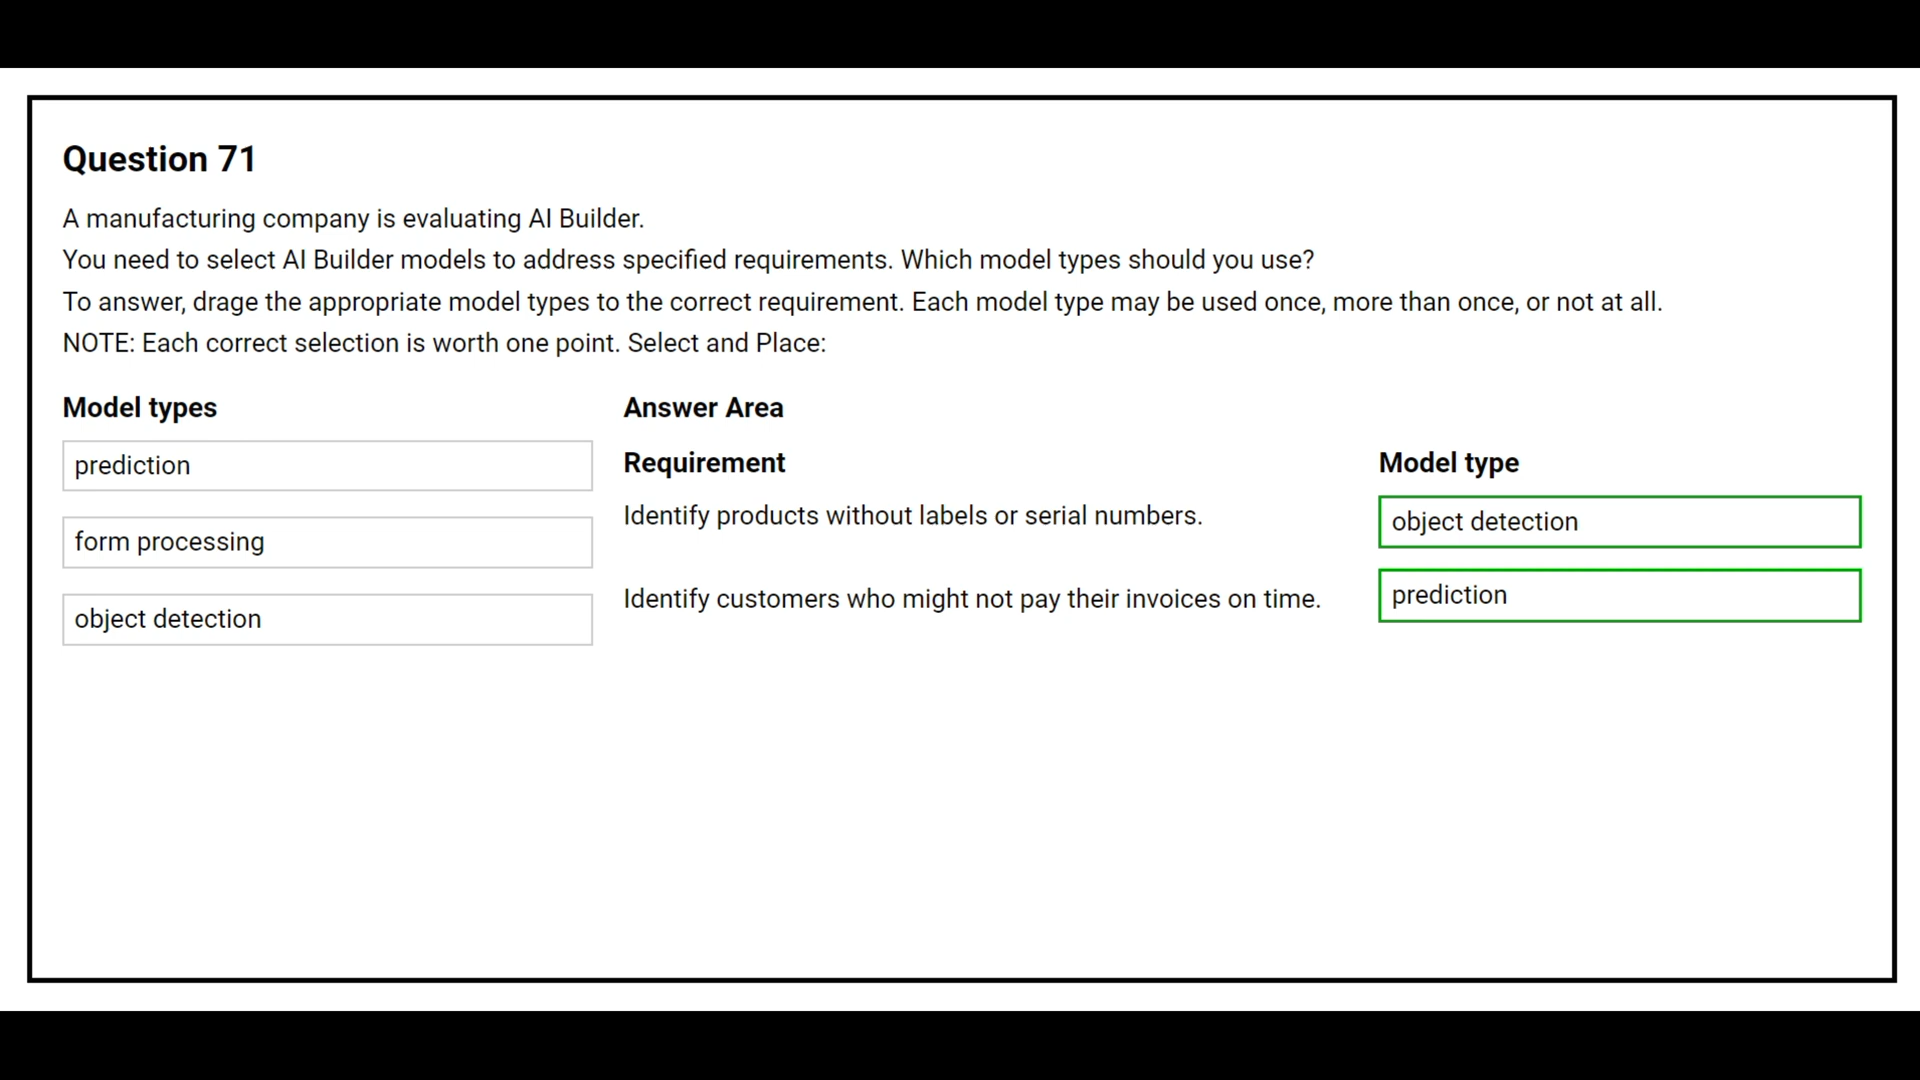 Question 71
A manufacturing company is evaluating AI Builder.
You need to select AI Builder models to address specified requirements. Which model types should you use?
To answer, drage the appropriate model types to the correct requirement. Each model type may be used once, more than once, or not at all.
NOTE: Each correct selection is worth one point. Select and Place:
Model types
prediction
form processing
object detection
Answer Area
Requirement
Model type
Identify products without labels or serial numbers.
object detection
Identify customers who might not pay their invoices on time.
prediction